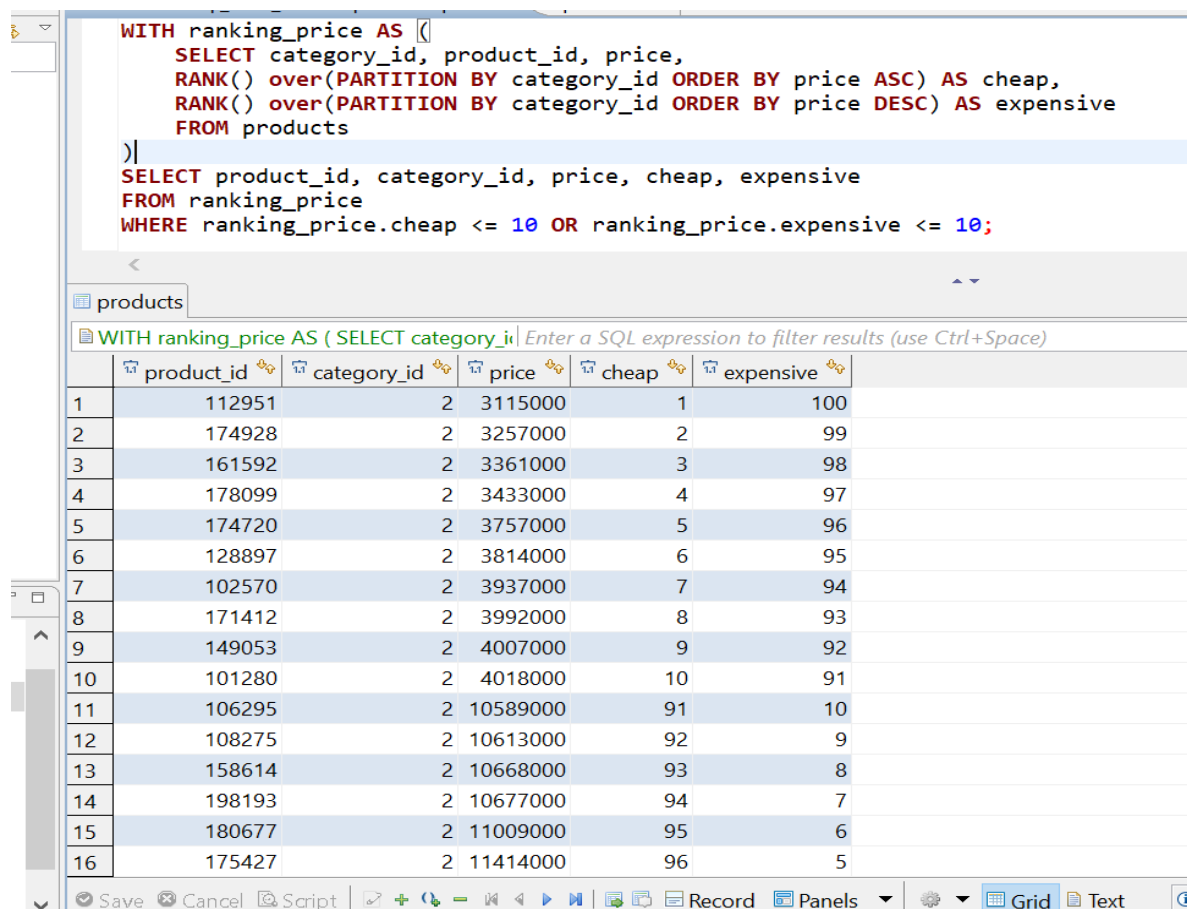 WITH ranking_price AS (
SELECT category_id, product_id, price,
RANK() over(PARTITION BY category_id ORDER BY price ASC) AS cheap,
RANK() over(PARTITION BY category_id ORDER BY price DESC) AS expensive
FROM products
)
SELECT product_id, category_id, price, cheap, expensive
FROM ranking_price
WHERE ranking_price.cheap <= 10 OR ranking_price.expensive <= 10;
products
WITH ranking_price AS ( SELECT category_i Enter a SQL expression to filter results (use Ctrl+Space)
product_id category_id price cheap expensive
1 112951 2 3115000 1 100
2 174928 2 3257000 2 99
3 161592 2 3361000 3 98
4 178099 2 3433000 4 97
5 174720 2 3757000 5 96
6 128897 2 3814000 6 95
7 102570 2 3937000 7 94
8 171412 2 3992000 8 93
9 149053 2 4007000 9 92
10 101280 2 4018000 10 91
11 106295 2 10589000 91 10
12 108275 2 10613000 92 9
13 158614 2 10668000 93 8
14 198193 2 10677000 94 7
15 180677 2 11009000 95 6
16 175427 2 11414000 96 5
Save Cancel Script Record Panels Grid Text